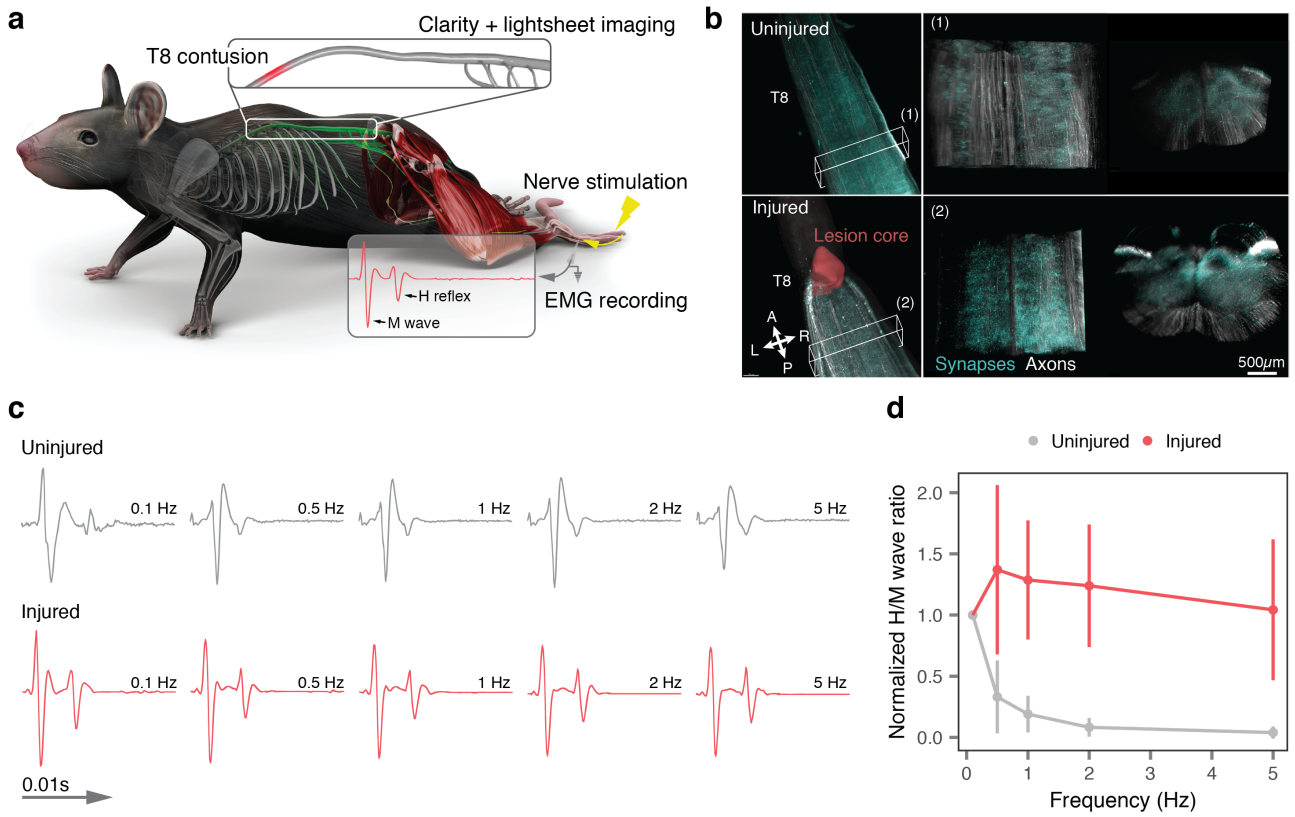 a
Clarity + lightsheet imaging
T8 contusion
Nerve stimulation
H reflex
EMG recording
M wave
b
Uninjured
(1)
T8
(1)
Injured
(2)
Lesion core
T8
(2)
A
R
L
P
Synapses Axons
500µm
c
Uninjured
0.1 Hz
0.5 Hz
1 Hz
2 Hz
5 Hz
Injured
0.1 Hz
0.5 Hz
1 Hz
2 Hz
5 Hz
0.01s
d
Uninjured
Injured
Normalized H/M wave ratio
2.0
1.5
1.0
0.5
0.0
0 1 2 3 4 5
Frequency (Hz)